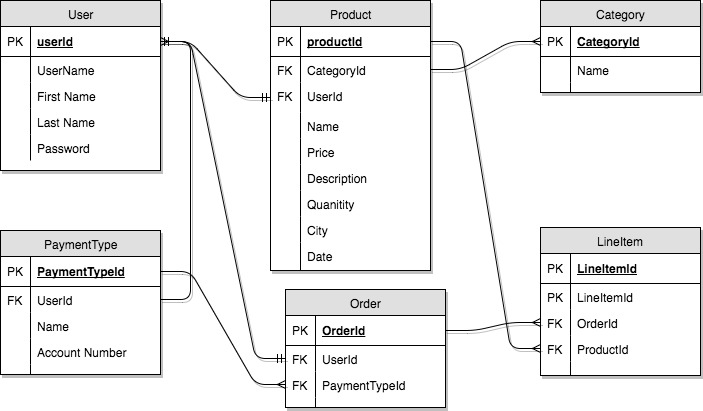 User
PK userId
UserName
First Name
Last Name
Password
Product
PK productId
FK CategoryId
FK UserId
Name
Price
Description
Quanitity
City
Date
Category
PK CategoryId
Name
PaymentType
PK PaymentTypeId
FK UserId
Name
Account Number
Order
PK OrderId
FK UserId
FK PaymentTypeId
LineItem
PK LineItemId
PK LineItemId
FK OrderId
FK ProductId